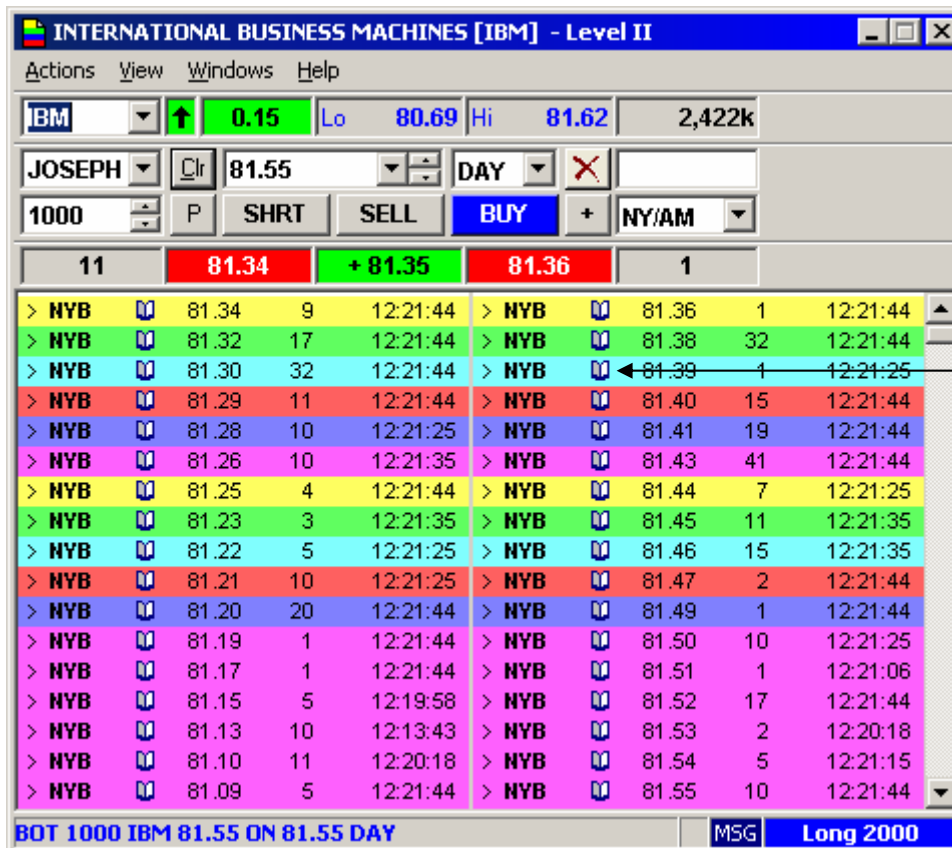 INTERNATIONAL BUSINESS MACHINES [IBM] - Level II
Actions View Windows Help
IBM 0.15 Lo 80.69 Hi 81.62 2,422k
JOSEPH Clr 81.55 DAY
1000 P SHRT SELL BUY + NY/AM
11 81.34 + 81.35 81.36 1
> NYB 81.34 9 12:21:44 > NYB 81.36 1 12:21:44
> NYB 81.32 17 12:21:44 > NYB 81.38 32 12:21:44
> NYB 81.30 32 12:21:44 > NYB 81.39 1 12:21:25
> NYB 81.29 11 12:21:44 > NYB 81.40 15 12:21:44
> NYB 81.28 10 12:21:25 > NYB 81.41 19 12:21:44
> NYB 81.26 10 12:21:35 > NYB 81.43 41 12:21:44
> NYB 81.25 4 12:21:44 > NYB 81.44 7 12:21:25
> NYB 81.23 3 12:21:35 > NYB 81.45 11 12:21:35
> NYB 81.22 5 12:21:25 > NYB 81.46 15 12:21:35
> NYB 81.21 10 12:21:25 > NYB 81.47 2 12:21:44
> NYB 81.20 20 12:21:44 > NYB 81.49 1 12:21:44
> NYB 81.19 1 12:21:44 > NYB 81.50 10 12:21:25
> NYB 81.17 1 12:21:44 > NYB 81.51 1 12:21:06
> NYB 81.15 5 12:19:58 > NYB 81.52 17 12:21:44
> NYB 81.13 10 12:13:43 > NYB 81.53 2 12:20:18
> NYB 81.10 11 12:20:18 > NYB 81.54 5 12:21:15
> NYB 81.09 5 12:21:44 > NYB 81.55 10 12:21:44
BOT 1000 IBM 81.55 ON 81.55 DAY MSG Long 2000